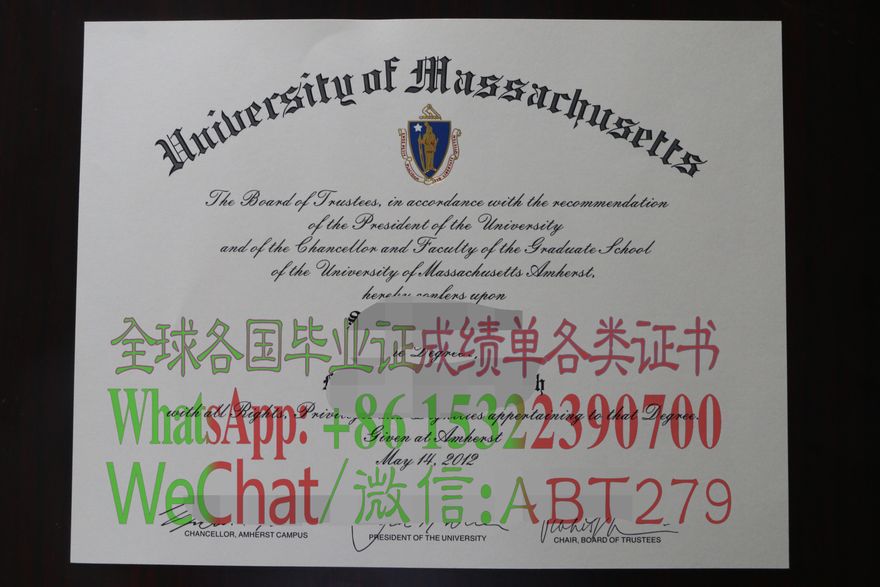 University of Massachusetts
The Board of Trustees, in accordance with the recommendation
of the President of the University
and of the Chancellor and Faculty of the Graduate School
of the University of Massachusetts Amherst,
hereby confers upon
全球各国毕业证成绩单各类证书
Degree,
WhatsApp: +86 15322390700
with all Rights, appertaining to that Degree.
Given at Amherst
May 14, 2012
WeChat/微信:ABT279
CHANCELLOR, AMHERST CAMPUS
PRESIDENT OF THE UNIVERSITY
CHAIR, BOARD OF TRUSTEES